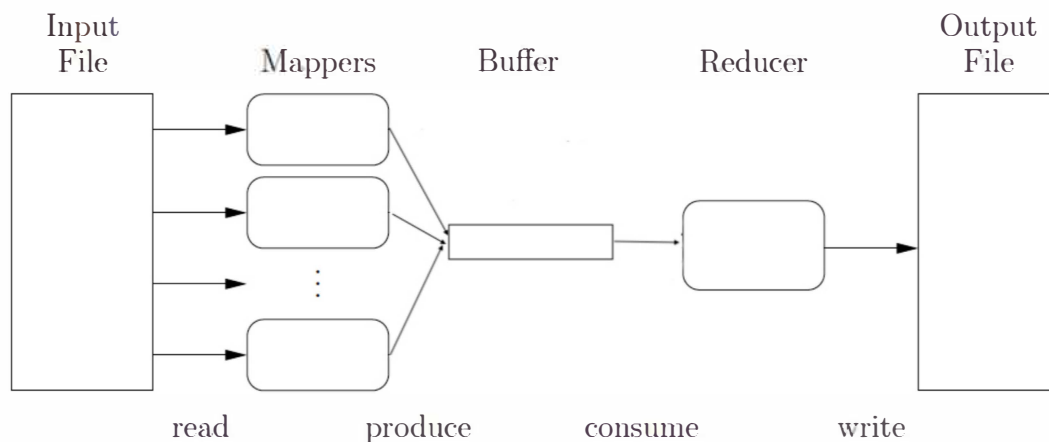 Input
File
Mappers
Buffer
Reducer
Output
File
read
produce
consume
write